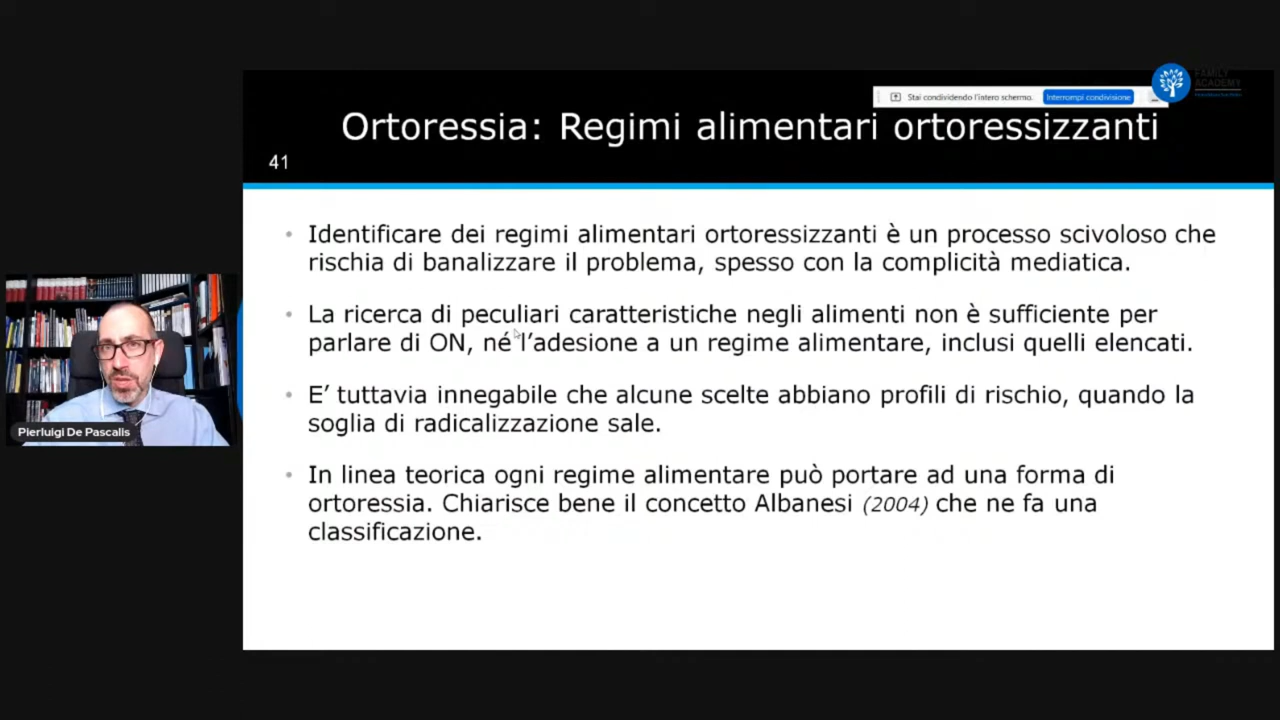 FAMILY
ACADEMY
Stai condividendo l'intero schermo.
Interrompi condivisione
Ortoressia: Regimi alimentari ortoressizzanti
41
• Identificare dei regimi alimentari ortoressizzanti è un processo scivoloso che
rischia di banalizzare il problema, spesso con la complicità mediatica.
• La ricerca di peculiari caratteristiche negli alimenti non è sufficiente per
parlare di ON, né l’adesione a un regime alimentare, inclusi quelli elencati.
• E’ tuttavia innegabile che alcune scelte abbiano profili di rischio, quando la
soglia di radicalizzazione sale.
• In linea teorica ogni regime alimentare può portare ad una forma di
ortoressia. Chiarisce bene il concetto Albanesi (2004) che ne fa una
classificazione.
Pierluigi De Pascalis